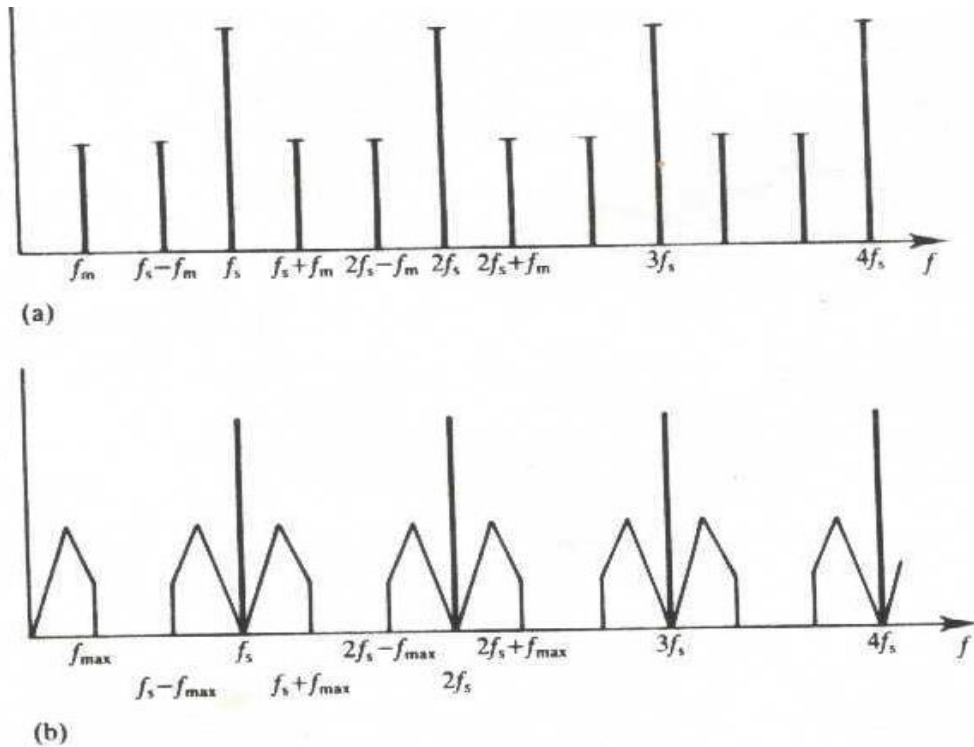 fm fs−fm fs fs+fm 2fs−fm 2fs 2fs+fm 3fs 4fs f
(a)
fmax fs 2fs−fmax 2fs+fmax 3fs 4fs f
fs−fmax fs+fmax 2fs
(b)